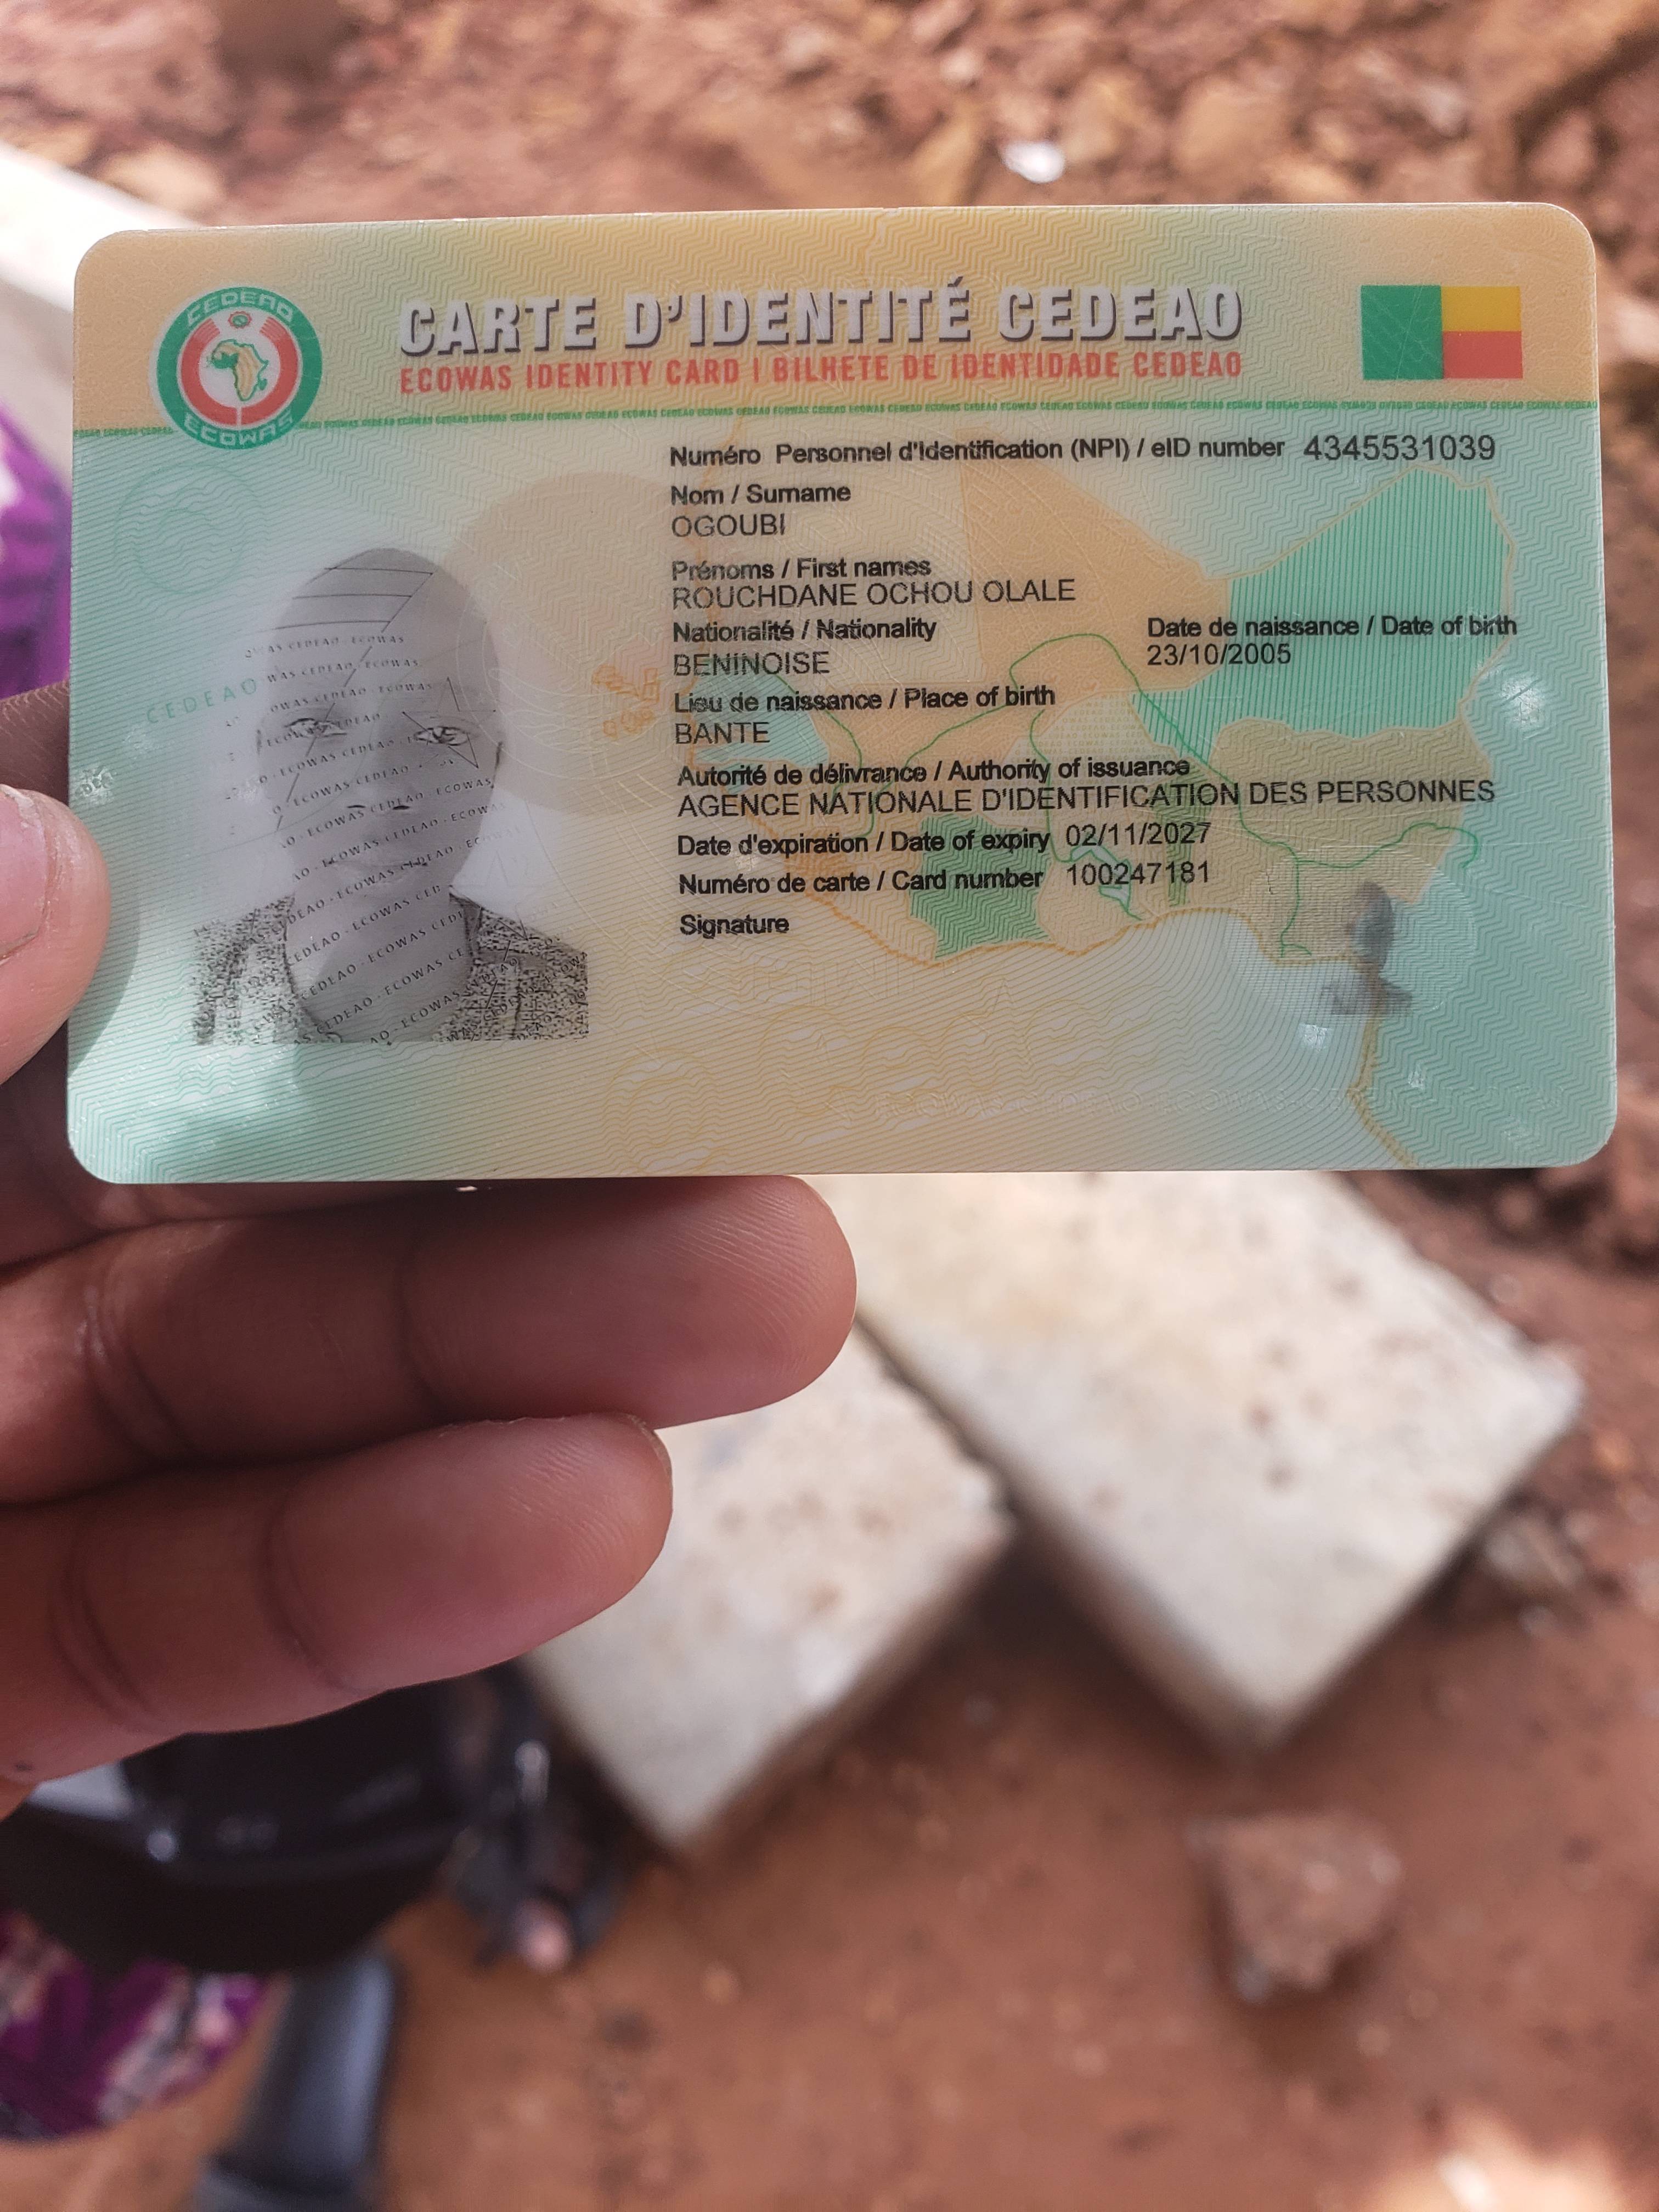 CEDEAO
ECOWAS
CARTE D'IDENTITÉ CEDEAO
ECOWAS IDENTITY CARD | BILHETE DE IDENTIDADE CEDEAO
Numéro Personnel d'Identification (NPI) / eID number 4345531039
Nom / Surname
OGOUBI
Prénoms / First names
ROUCHDANE OCHOU OLALE
Nationalité / Nationality
BENINOISE
Date de naissance / Date of birth
23/10/2005
Lieu de naissance / Place of birth
BANTE
Autorité de délivrance / Authority of issuance
AGENCE NATIONALE D'IDENTIFICATION DES PERSONNES
Date d'expiration / Date of expiry 02/11/2027
Numéro de carte / Card number 100247181
Signature
CEDEAO